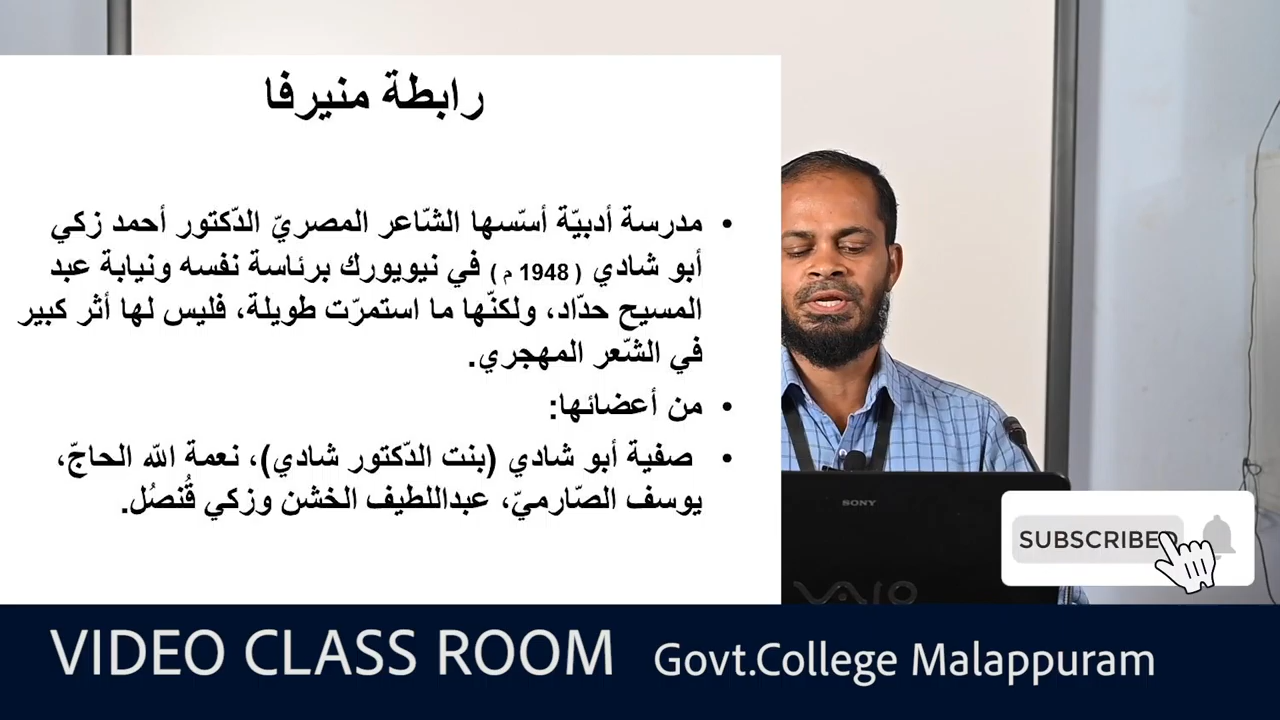 رابطة منيرفا
• مدرسة أدبيّة أسّسها الشّاعر المصريّ الدّكتور أحمد زكي
أبو شادي ( 1948 م ) في نيويورك برئاسة نفسه ونيابة عبد
المسيح حدّاد، ولكنّها ما استمرّت طويلة، فليس لها أثر كبير
في الشّعر المهجري.
• من أعضائها:
• صفية أبو شادي (بنت الدّكتور شادي)، نعمة الله الحاجّ،
يوسف الصّارميّ، عبداللطيف الخشن وزكي قُنصُل.
SONY
VAIO
SUBSCRIBED
VIDEO CLASS ROOM Govt.College Malappuram